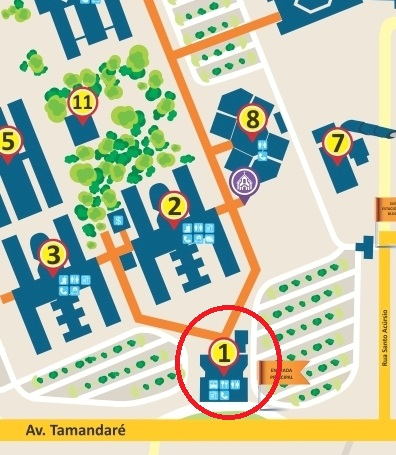 11
5
8
7
2
$
3
1
ENTRADA
PRINCIPAL
Rua Santo Acúrsio
Av. Tamandaré